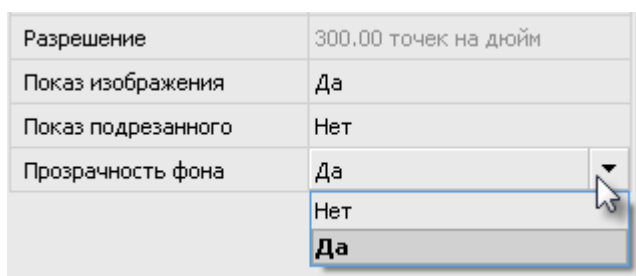 Разрешение 300.00 точек на дюйм
Показ изображения Да
Показ подрезанного Нет
Прозрачность фона Да
Нет
Да